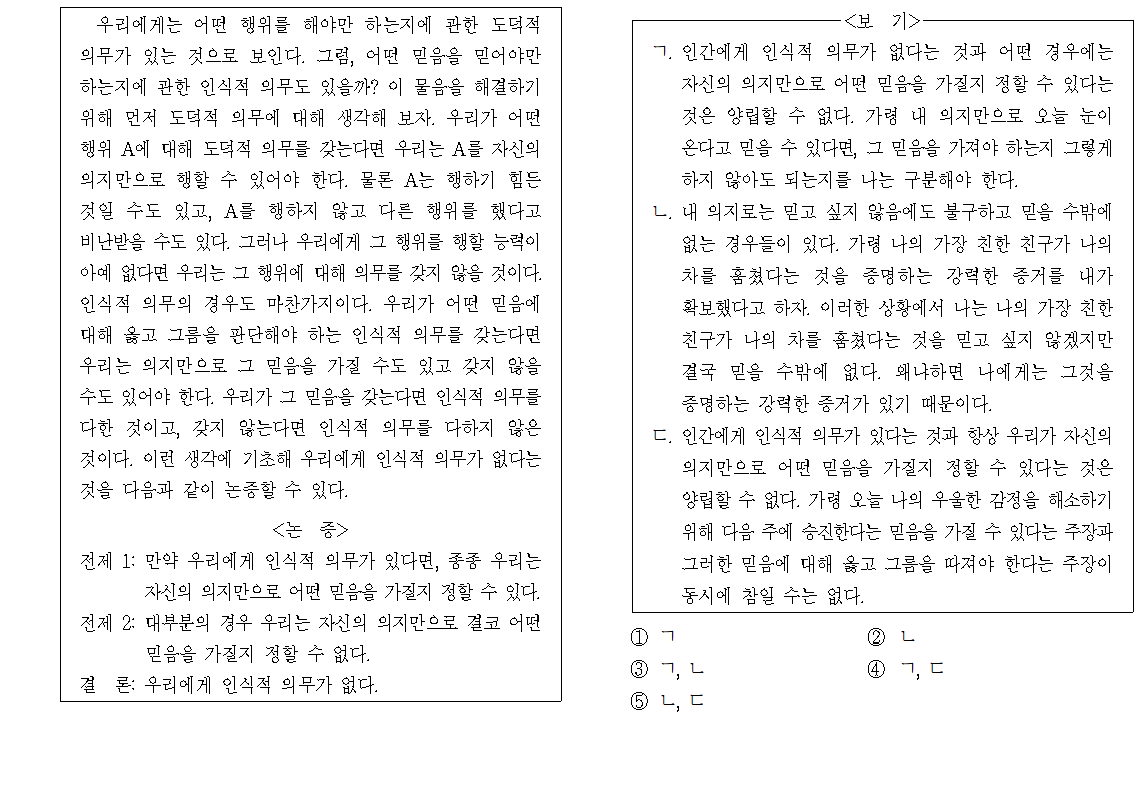 우리에게는 어떤 행위를 해야만 하는지에 관한 도덕적
의무가 있는 것으로 보인다. 그럼, 어떤 믿음을 믿어야만
하는지에 관한 인식적 의무도 있을까? 이 물음을 해결하기
위해 먼저 도덕적 의무에 대해 생각해 보자. 우리가 어떤
행위 A에 대해 도덕적 의무를 갖는다면 우리는 A를 자신의
의지만으로 행할 수 있어야 한다. 물론 A는 행하기 힘든
것일 수도 있고, A를 행하지 않고 다른 행위를 했다고
비난받을 수도 있다. 그러나 우리에게 그 행위를 행할 능력이
아예 없다면 우리는 그 행위에 대해 의무를 갖지 않을 것이다.
인식적 의무의 경우도 마찬가지이다. 우리가 어떤 믿음에
대해 옳고 그름을 판단해야 하는 인식적 의무를 갖는다면
우리는 의지만으로 그 믿음을 가질 수도 있고 갖지 않을
수도 있어야 한다. 우리가 그 믿음을 갖는다면 인식적 의무를
다한 것이고, 갖지 않는다면 인식적 의무를 다하지 않은
것이다. 이런 생각에 기초해 우리에게 인식적 의무가 없다는
것을 다음과 같이 논증할 수 있다.
<논 증>
전제 1: 만약 우리에게 인식적 의무가 있다면, 종종 우리는
자신의 의지만으로 어떤 믿음을 가질지 정할 수 있다.
전제 2: 대부분의 경우 우리는 자신의 의지만으로 결코 어떤
믿음을 가질지 정할 수 없다.
결 론: 우리에게 인식적 의무가 없다.
<보 기>
ㄱ. 인간에게 인식적 의무가 없다는 것과 어떤 경우에는
자신의 의지만으로 어떤 믿음을 가질지 정할 수 있다는
것은 양립할 수 없다. 가령 내 의지만으로 오늘 눈이
온다고 믿을 수 있다면, 그 믿음을 가져야 하는지 그렇게
하지 않아도 되는지를 나는 구분해야 한다.
ㄴ. 내 의지로는 믿고 싶지 않음에도 불구하고 믿을 수밖에
없는 경우들이 있다. 가령 나의 가장 친한 친구가 나의
차를 훔쳤다는 것을 증명하는 강력한 증거를 내가
확보했다고 하자. 이러한 상황에서 나는 나의 가장 친한
친구가 나의 차를 훔쳤다는 것을 믿고 싶지 않겠지만
결국 믿을 수밖에 없다. 왜냐하면 나에게는 그것을
증명하는 강력한 증거가 있기 때문이다.
ㄷ. 인간에게 인식적 의무가 있다는 것과 항상 우리가 자신의
의지만으로 어떤 믿음을 가질지 정할 수 있다는 것은
양립할 수 없다. 가령 오늘 나의 우울한 감정을 해소하기
위해 다음 주에 승진한다는 믿음을 가질 수 있다는 주장과
그러한 믿음에 대해 옳고 그름을 따져야 한다는 주장이
동시에 참일 수는 없다.
① ㄱ ② ㄴ
③ ㄱ, ㄴ ④ ㄱ, ㄷ
⑤ ㄴ, ㄷ